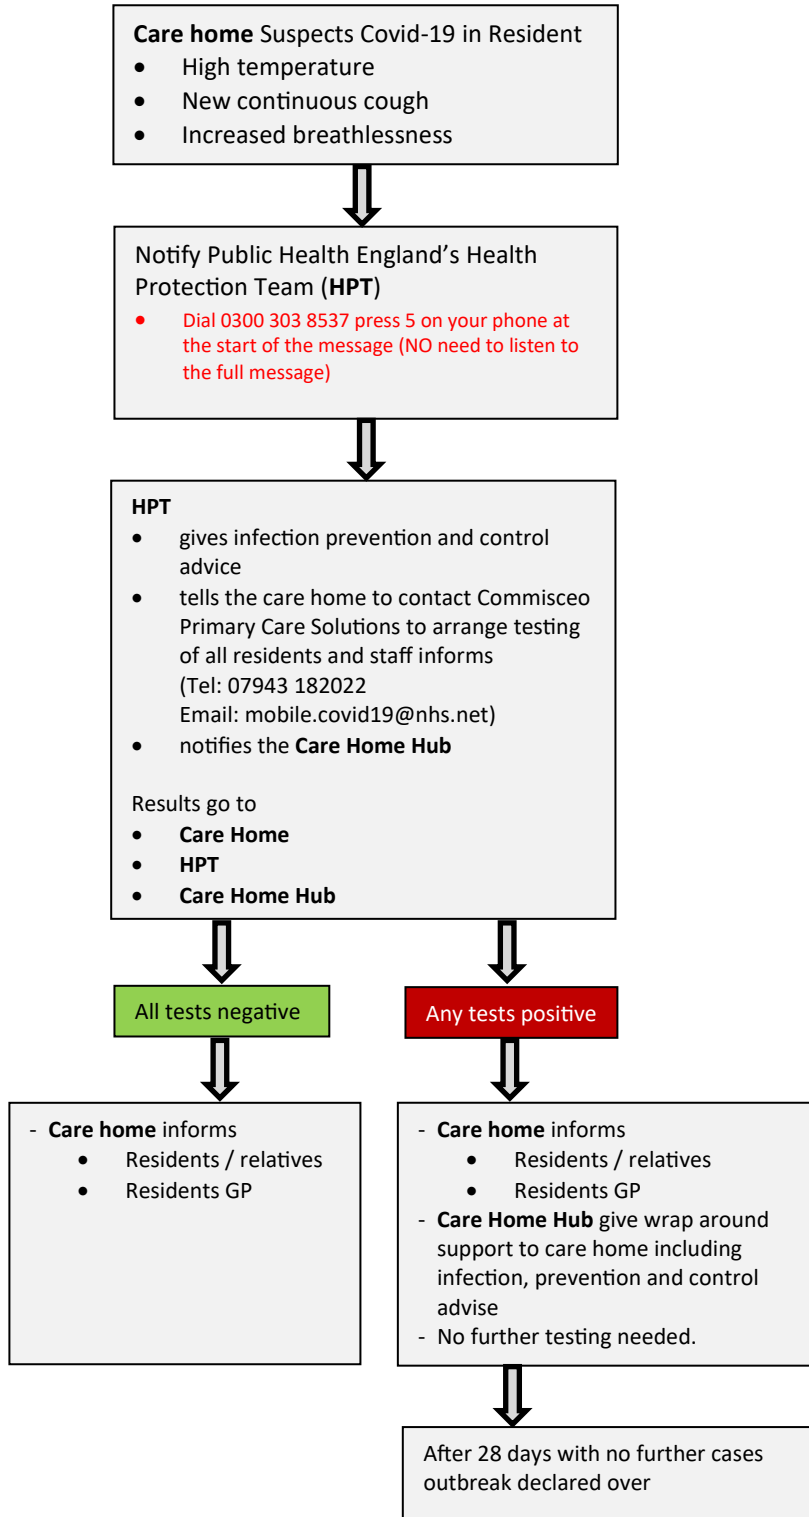 Care home Suspects Covid-19 in Resident
• High temperature
• New continuous cough
• Increased breathlessness
Notify Public Health England’s Health
Protection Team (HPT)
• Dial 0300 303 8537 press 5 on your phone at
the start of the message (NO need to listen to
the full message)
HPT
• gives infection prevention and control
advice
• tells the care home to contact Commisceo
Primary Care Solutions to arrange testing
of all residents and staff informs
(Tel: 07943 182022
Email: mobile.covid19@nhs.net)
• notifies the Care Home Hub
Results go to
• Care Home
• HPT
• Care Home Hub
All tests negative
Any tests positive
- Care home informs
• Residents / relatives
• Residents GP
- Care home informs
• Residents / relatives
• Residents GP
- Care Home Hub give wrap around
support to care home including
infection, prevention and control
advise
- No further testing needed.
After 28 days with no further cases
outbreak declared over